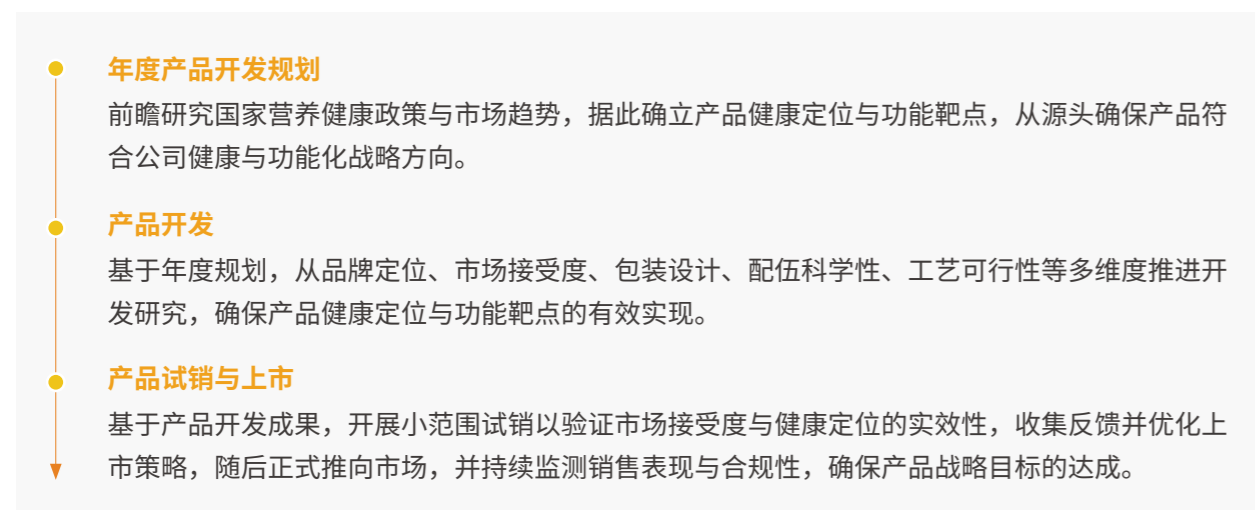 年度产品开发规划
前瞻研究国家营养健康政策与市场趋势，据此确立产品健康定位与功能靶点，从源头确保产品符
合公司健康与功能化战略方向。
产品开发
基于年度规划，从品牌定位、市场接受度、包装设计、配伍科学性、工艺可行性等多维度推进开
发研究，确保产品健康定位与功能靶点的有效实现。
产品试销与上市
基于产品开发成果，开展小范围试销以验证市场接受度与健康定位的实效性，收集反馈并优化上
市策略，随后正式推向市场，并持续监测销售表现与合规性，确保产品战略目标的达成。